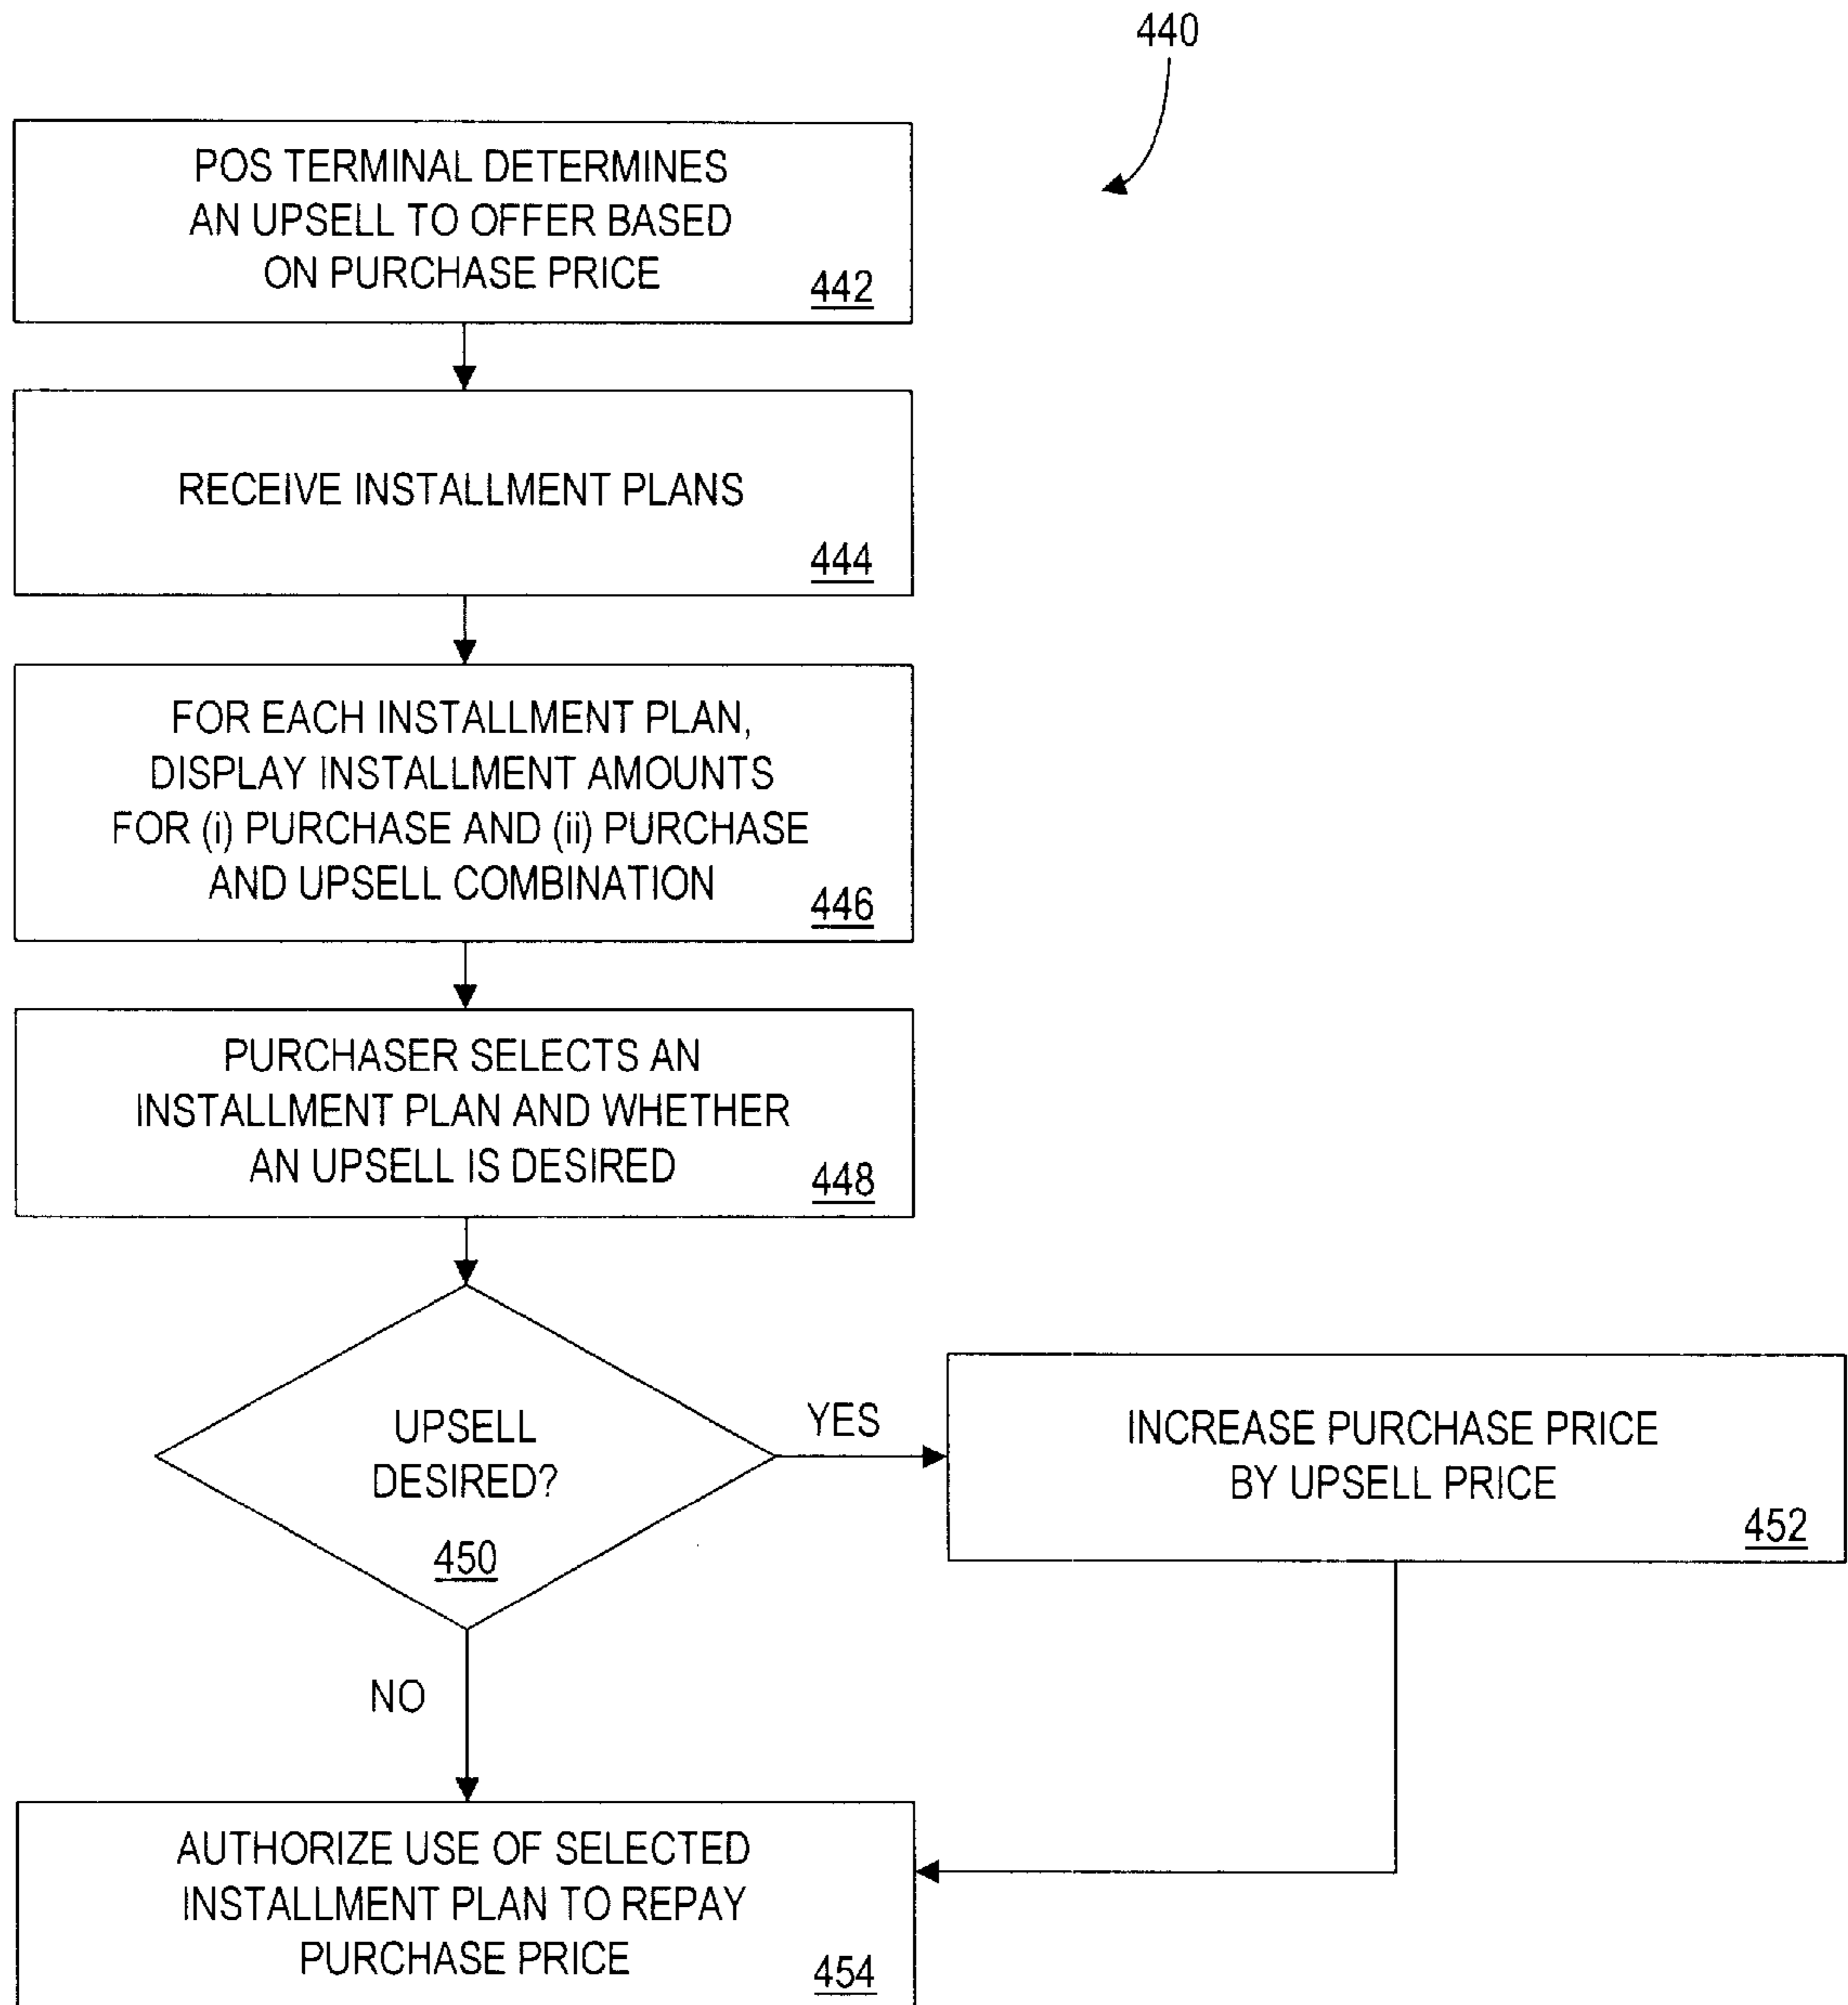 440
POS TERMINAL DETERMINES
AN UPSELL TO OFFER BASED
ON PURCHASE PRICE
442
RECEIVE INSTALLMENT PLANS
444
FOR EACH INSTALLMENT PLAN,
DISPLAY INSTALLMENT AMOUNTS
FOR (i) PURCHASE AND (ii) PURCHASE
AND UPSELL COMBINATION
446
PURCHASER SELECTS AN
INSTALLMENT PLAN AND WHETHER
AN UPSELL IS DESIRED
448
UPSELL
DESIRED?
450
YES
INCREASE PURCHASE PRICE
BY UPSELL PRICE
452
NO
AUTHORIZE USE OF SELECTED
INSTALLMENT PLAN TO REPAY
PURCHASE PRICE
454